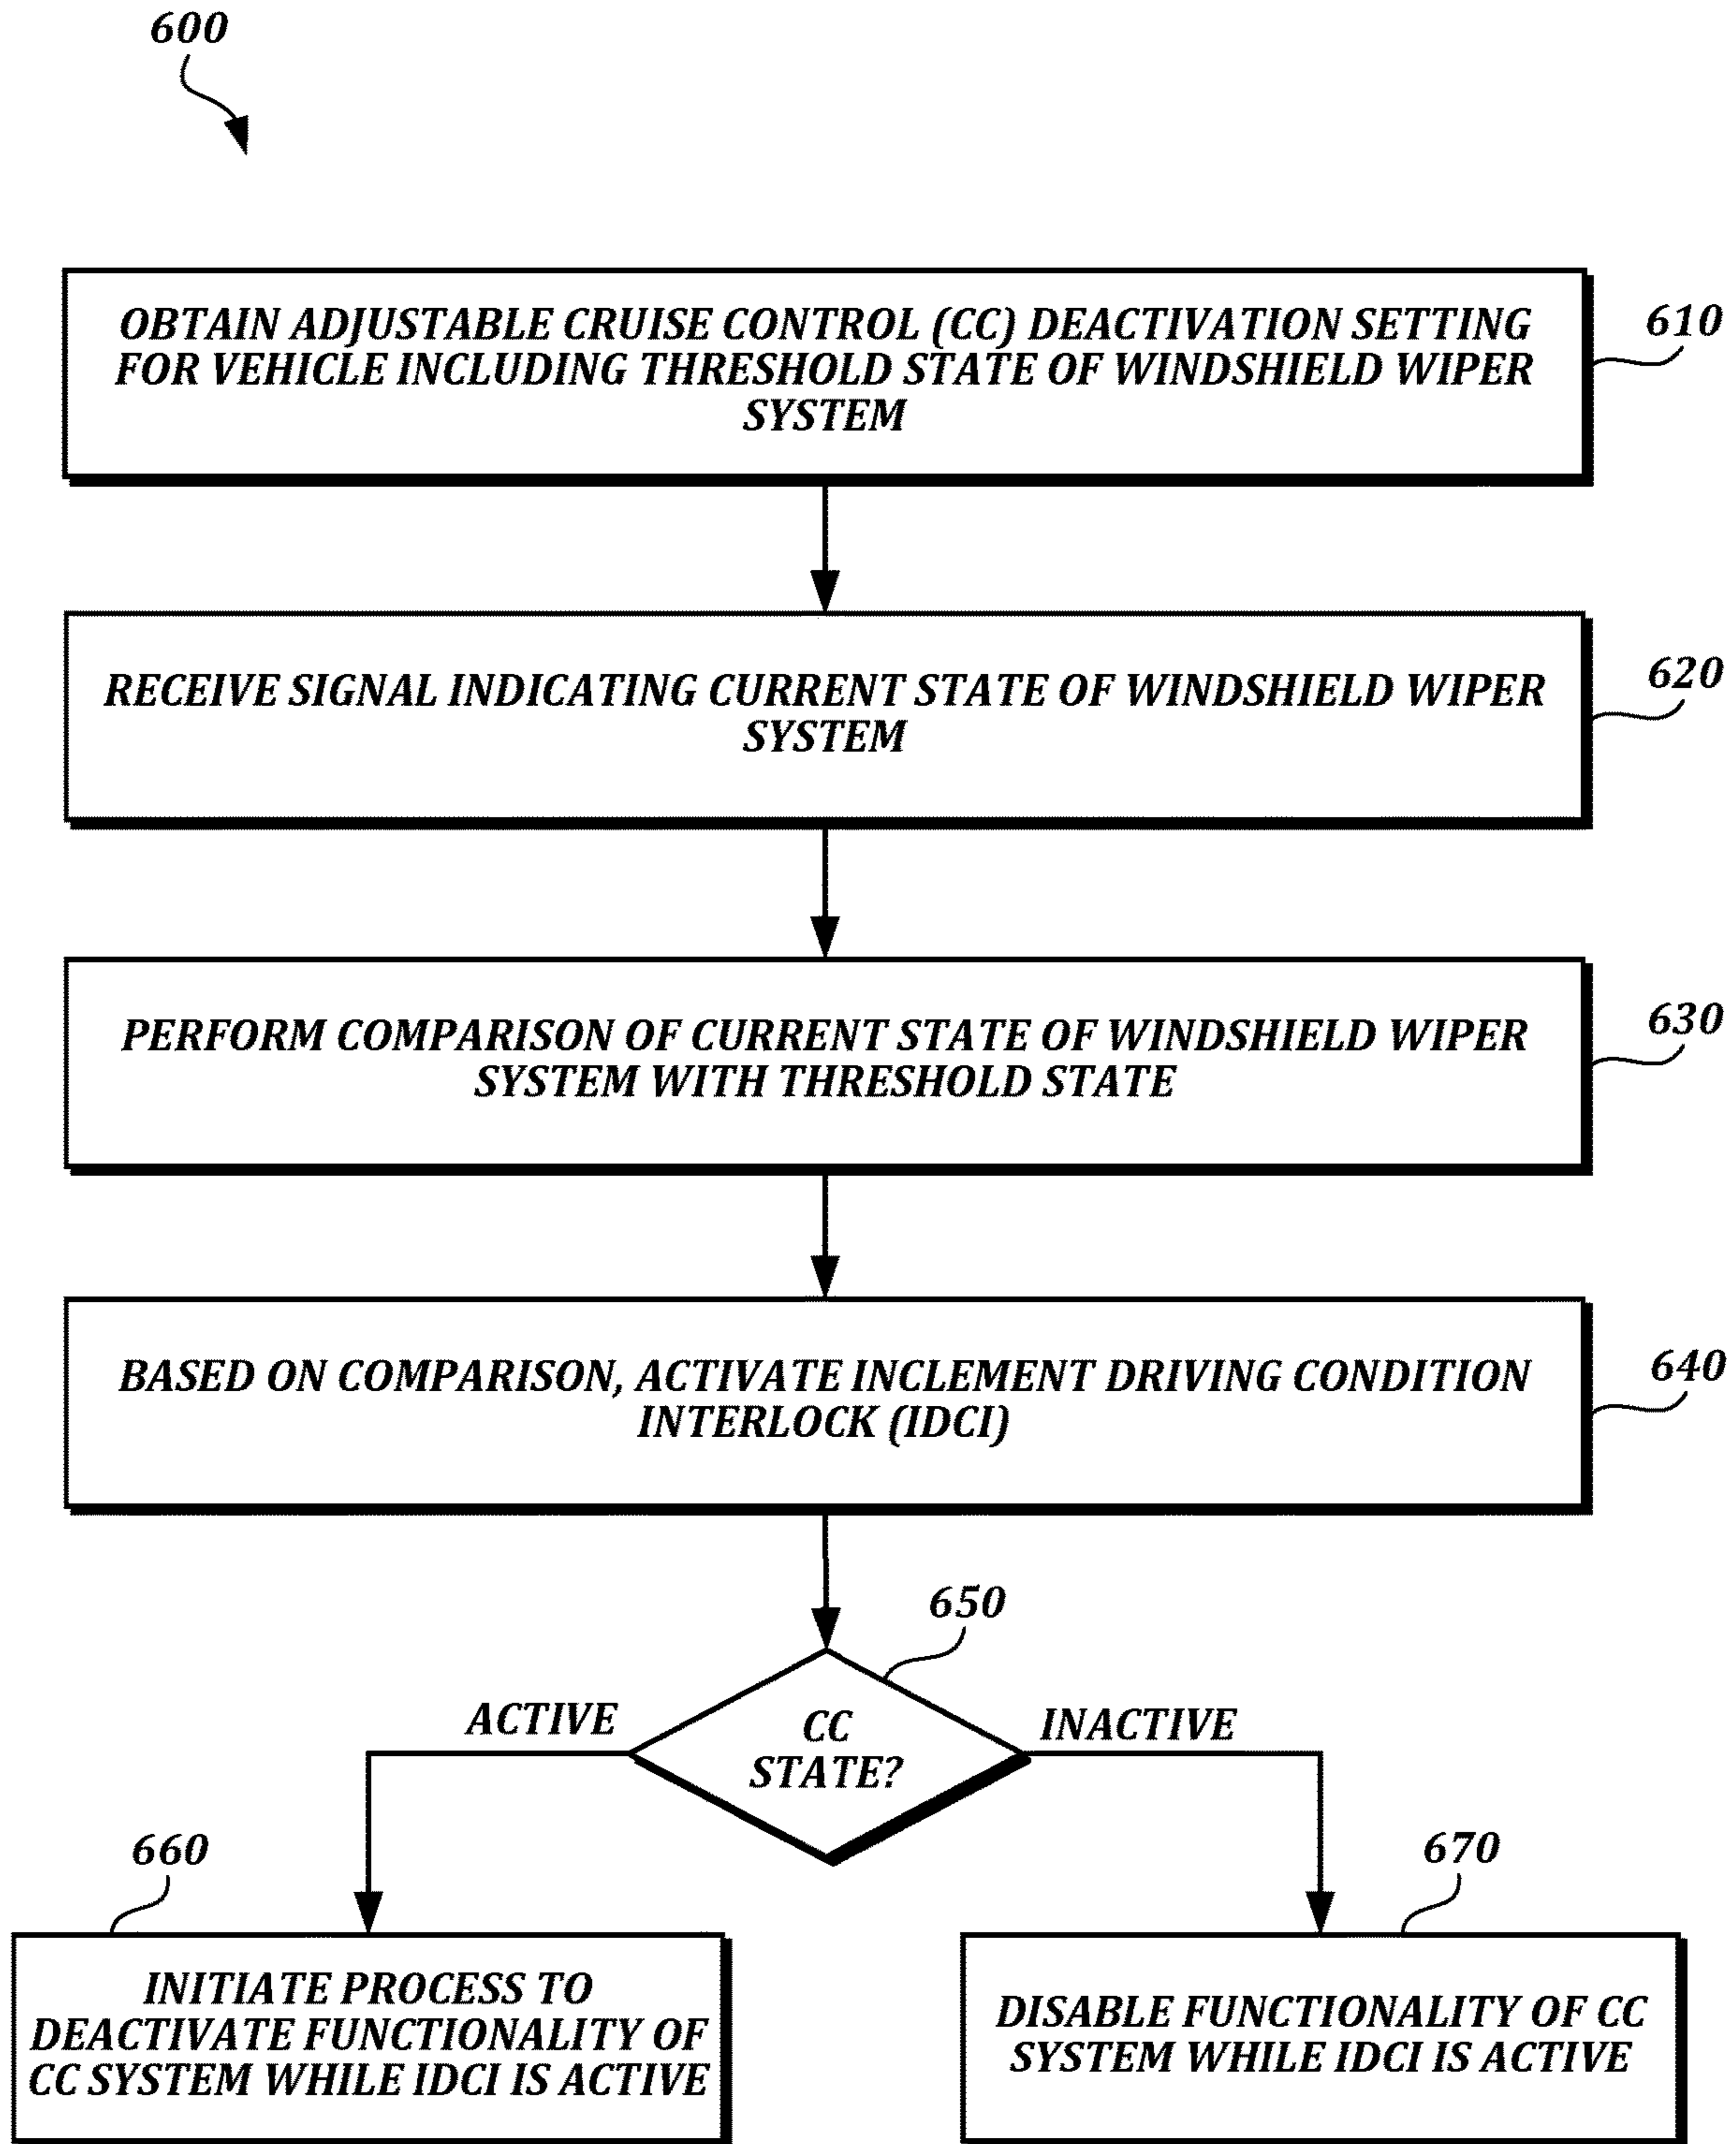 600
OBTAIN ADJUSTABLE CRUISE CONTROL (CC) DEACTIVATION SETTING
FOR VEHICLE INCLUDING THRESHOLD STATE OF WINDSHIELD WIPER
SYSTEM
610
RECEIVE SIGNAL INDICATING CURRENT STATE OF WINDSHIELD WIPER
SYSTEM
620
PERFORM COMPARISON OF CURRENT STATE OF WINDSHIELD WIPER
SYSTEM WITH THRESHOLD STATE
630
BASED ON COMPARISON, ACTIVATE INCLEMENT DRIVING CONDITION
INTERLOCK (IDCI)
640
650
CC
STATE?
ACTIVE
INACTIVE
660
INITIATE PROCESS TO
DEACTIVATE FUNCTIONALITY OF
CC SYSTEM WHILE IDCI IS ACTIVE
670
DISABLE FUNCTIONALITY OF CC
SYSTEM WHILE IDCI IS ACTIVE